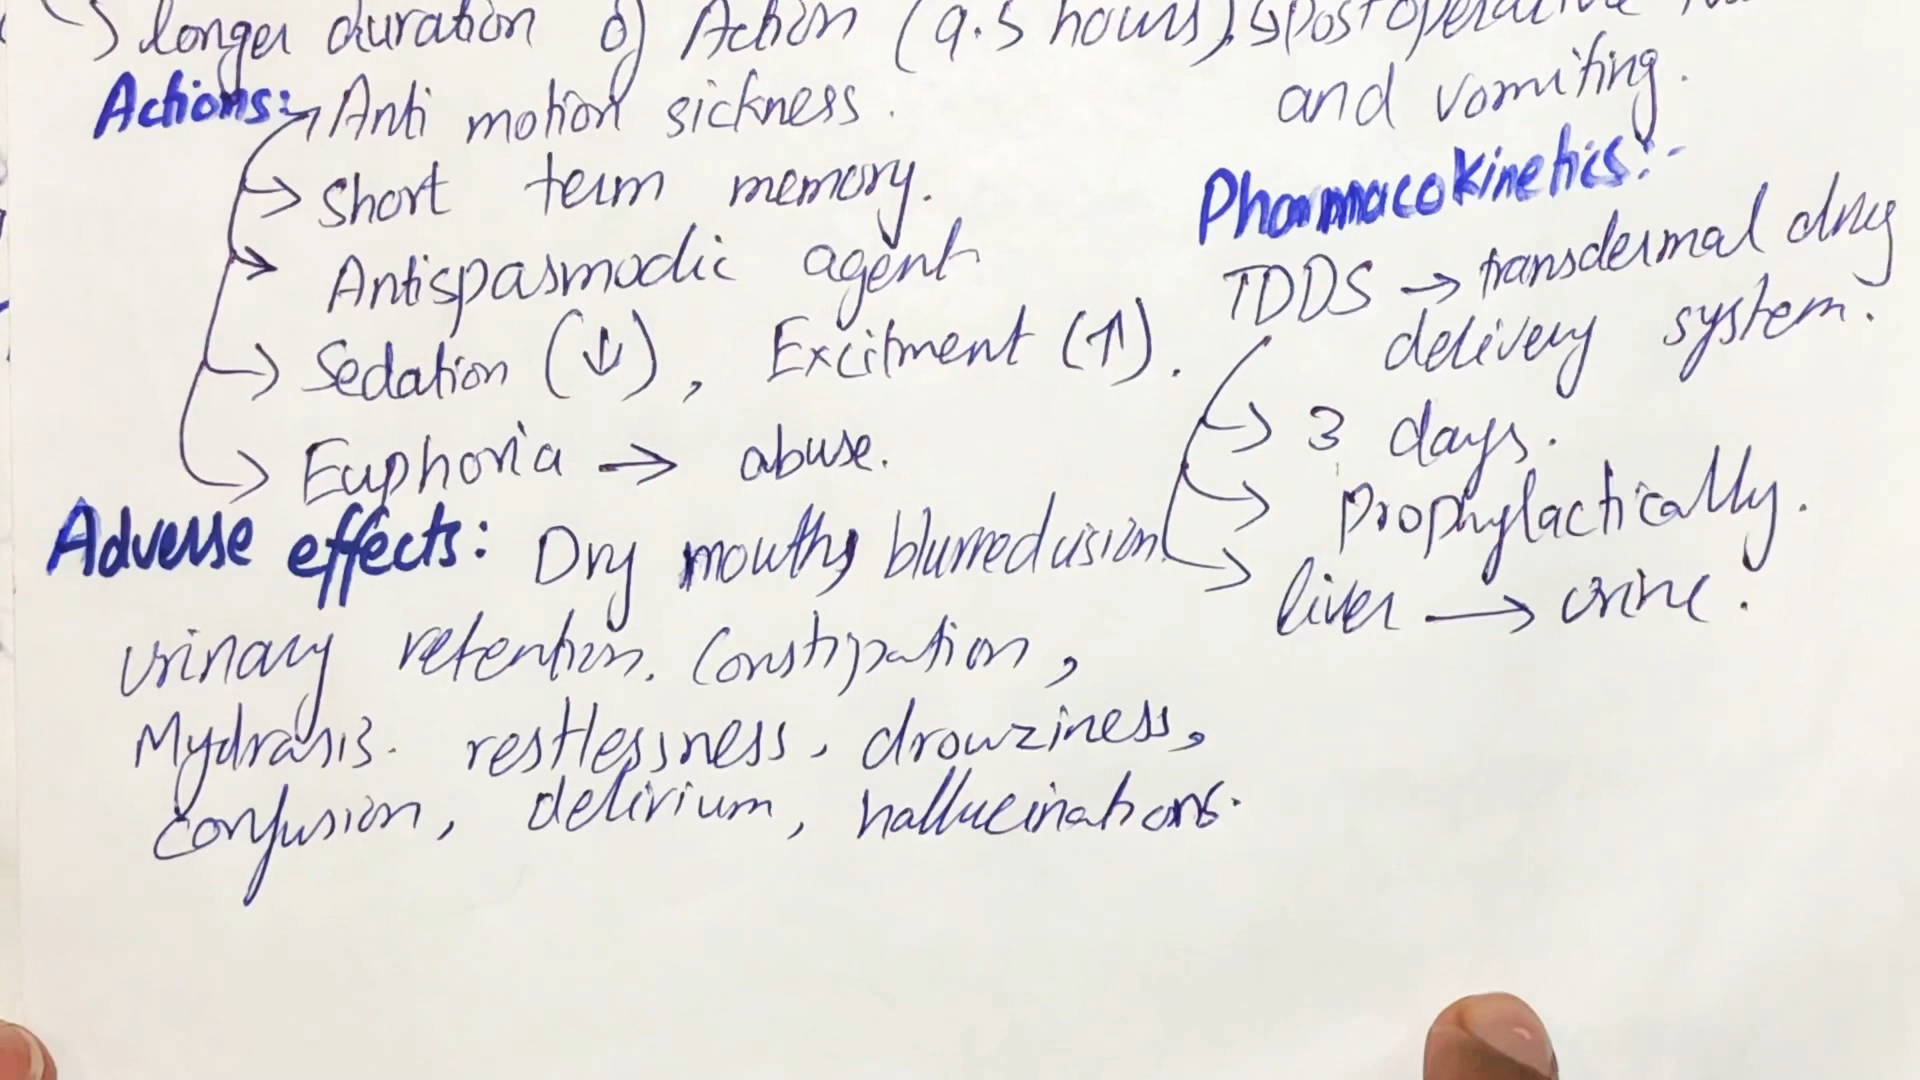 longer duration of Action (9.5 hours).
Actions: Anti motion sickness.
Short term memory.
Antispasmodic agent
Sedation (↓), Excitment (↑).
Euphoria → abuse.
Adverse effects: Dry mouth, blurred vision
urinary retention. Constipation,
Mydrasis. restlessness, drowziness,
confusion, delirium, hallucinations.
↳ Postoperative
and vomiting.
Pharmacokinetics:-
TDDS → transdermal drug
delivery system.
3 days.
Prophylactically.
liver → urine.